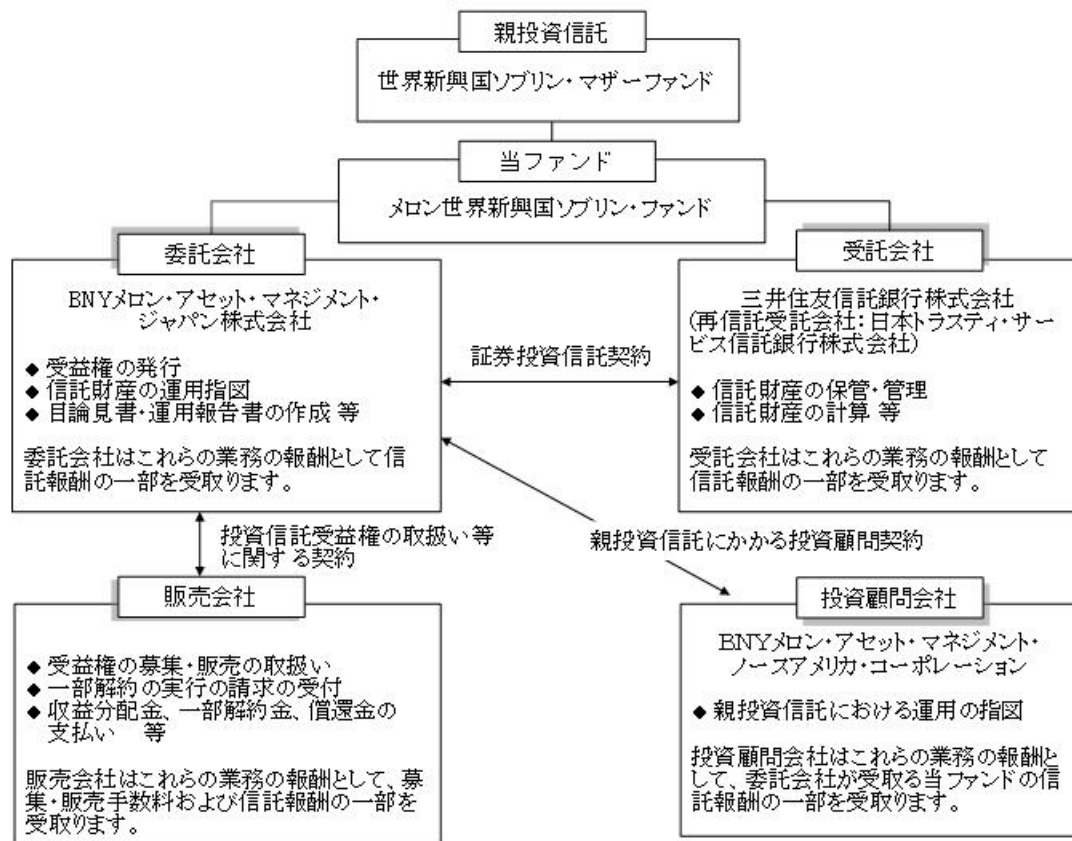 親投資信託
世界新興国ソブリン・マザーファンド
当ファンド
メロン世界新興国ソブリン・ファンド
委託会社
BNYメロン・アセット・マネジメント・
ジャパン株式会社
◆ 受益権の発行
◆ 信託財産の運用指図
◆ 目論見書・運用報告書の作成 等
委託会社はこれらの業務の報酬として信
託報酬の一部を受取ります。
証券投資信託契約
受託会社
三井住友信託銀行株式会社
(再信託受託会社：日本トラスティ・サー
ビス信託銀行株式会社)
◆ 信託財産の保管・管理
◆ 信託財産の計算 等
受託会社はこれらの業務の報酬として
信託報酬の一部を受取ります。
投資信託受益権の取扱い等
に関する契約
親投資信託にかかる投資顧問契約
販売会社
◆ 受益権の募集・販売の取扱い
◆ 一部解約の実行の請求の受付
◆ 収益分配金、一部解約金、償還金の
支払い 等
販売会社はこれらの業務の報酬として、募
集・販売手数料および信託報酬の一部を
受取ります。
投資顧問会社
BNYメロン・アセット・マネジメント・
ノースアメリカ・コーポレーション
◆ 親投資信託における運用の指図
投資顧問会社はこれらの業務の報酬と
して、委託会社が受取る当ファンドの信
託報酬の一部を受取ります。